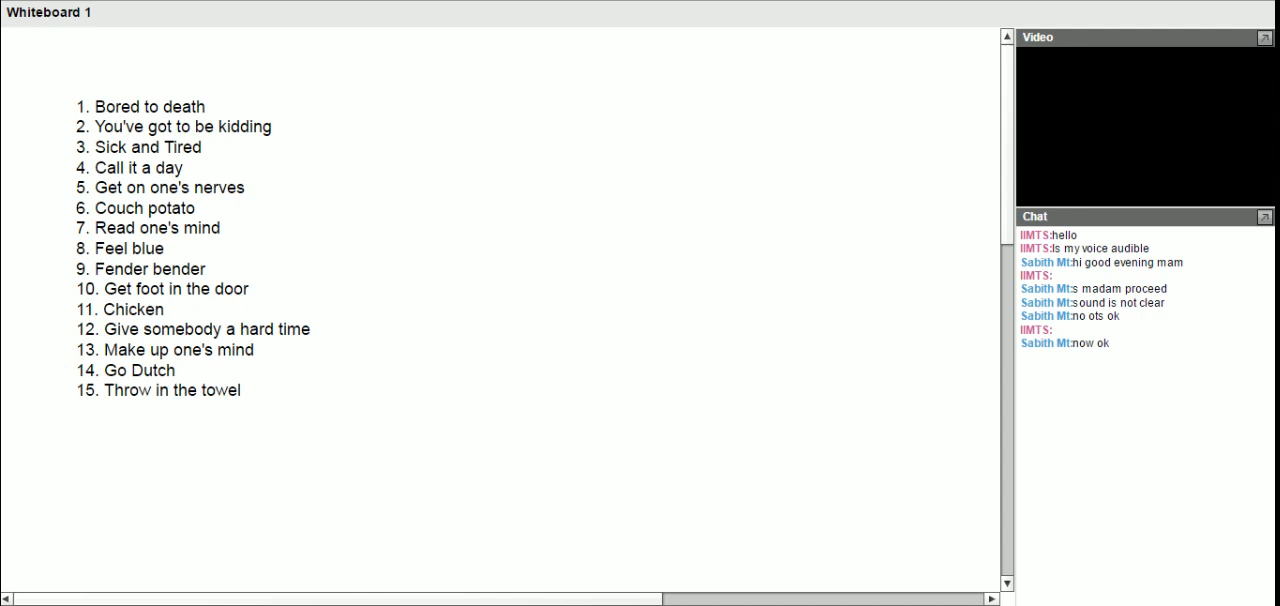 Whiteboard 1
1. Bored to death
2. You've got to be kidding
3. Sick and Tired
4. Call it a day
5. Get on one's nerves
6. Couch potato
7. Read one's mind
8. Feel blue
9. Fender bender
10. Get foot in the door
11. Chicken
12. Give somebody a hard time
13. Make up one's mind
14. Go Dutch
15. Throw in the towel
Video
Chat
IIMTS:hello
IIMTS:Is my voice audible
Sabith Mt:hi good evening mam
IIMTS:
Sabith Mt:s madam proceed
Sabith Mt:sound is not clear
Sabith Mt:no ots ok
IIMTS:
Sabith Mt:now ok